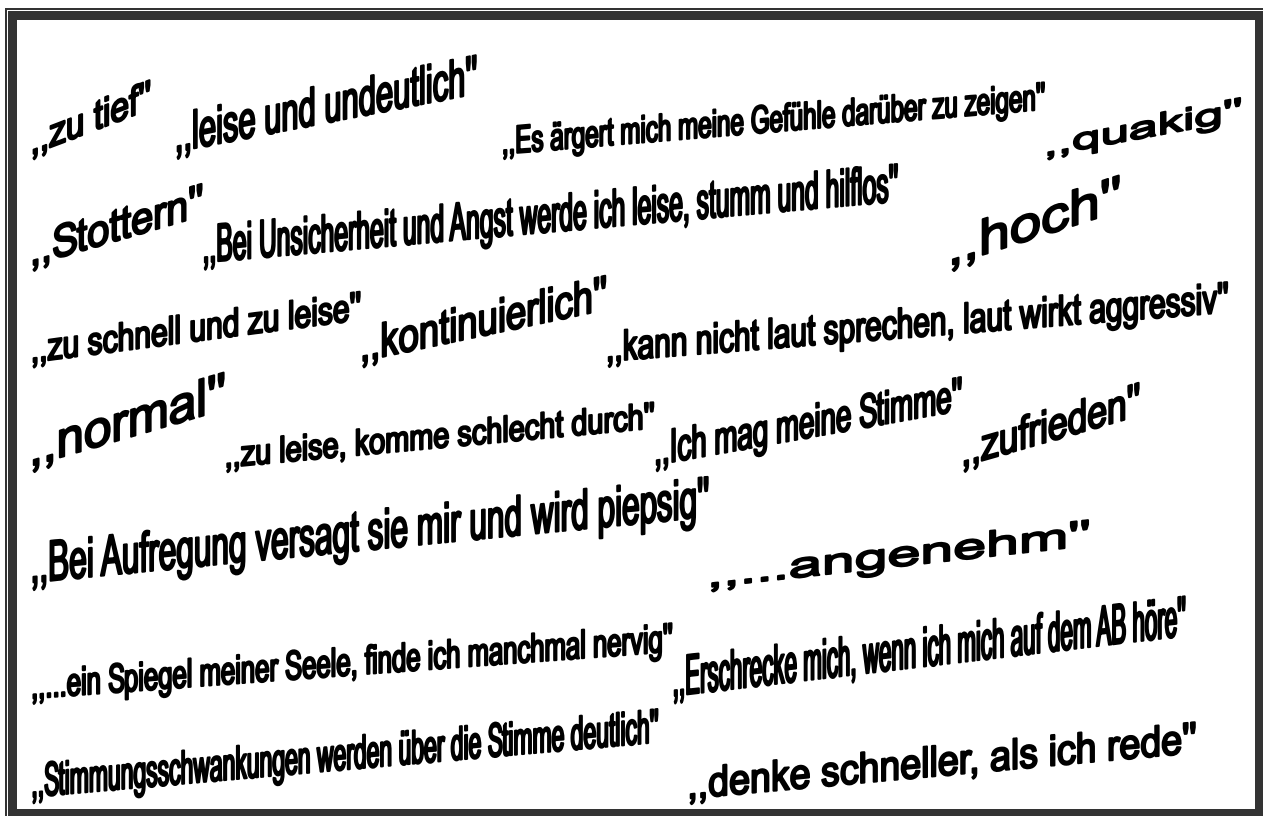 ,,zu tief" ,,leise und undeutlich" ,,Es ärgert mich meine Gefühle darüber zu zeigen" ,,quakig"
,,Stottern" ,,Bei Unsicherheit und Angst werde ich leise, stumm und hilflos" ,,hoch"
,,zu schnell und zu leise" ,,kontinuierlich" ,,kann nicht laut sprechen, laut wirkt aggressiv"
,,normal" ,,zu leise, komme schlecht durch" ,,Ich mag meine Stimme" ,,zufrieden"
,,Bei Aufregung versagt sie mir und wird piepsig" ,,...angenehm"
,,...ein Spiegel meiner Seele, finde ich manchmal nervig" ,,Erschrecke mich, wenn ich mich auf dem AB höre"
,,Stimmungsschwankungen werden über die Stimme deutlich" ,,denke schneller, als ich rede"